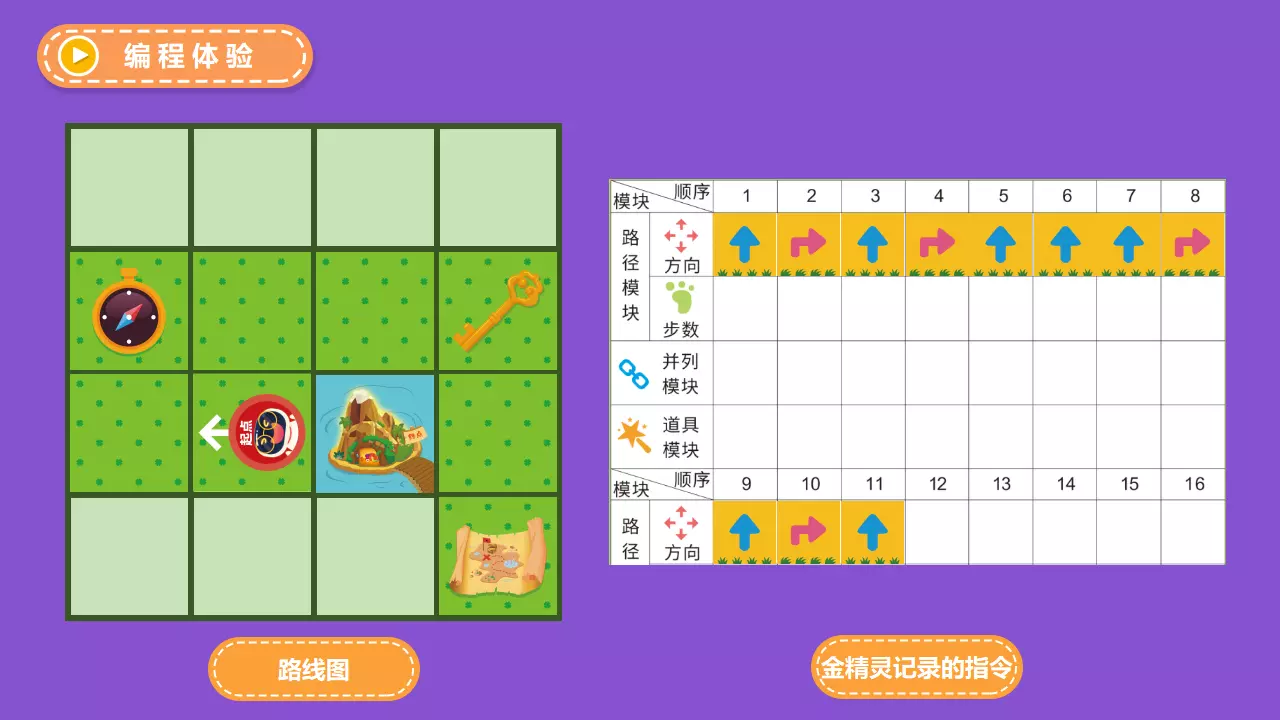 编程体验
起点
终点
模块 顺序 1 2 3 4 5 6 7 8
路径模块 方向
步数
并列模块
道具模块
模块 顺序 9 10 11 12 13 14 15 16
路径 方向
路线图
金精灵记录的指令